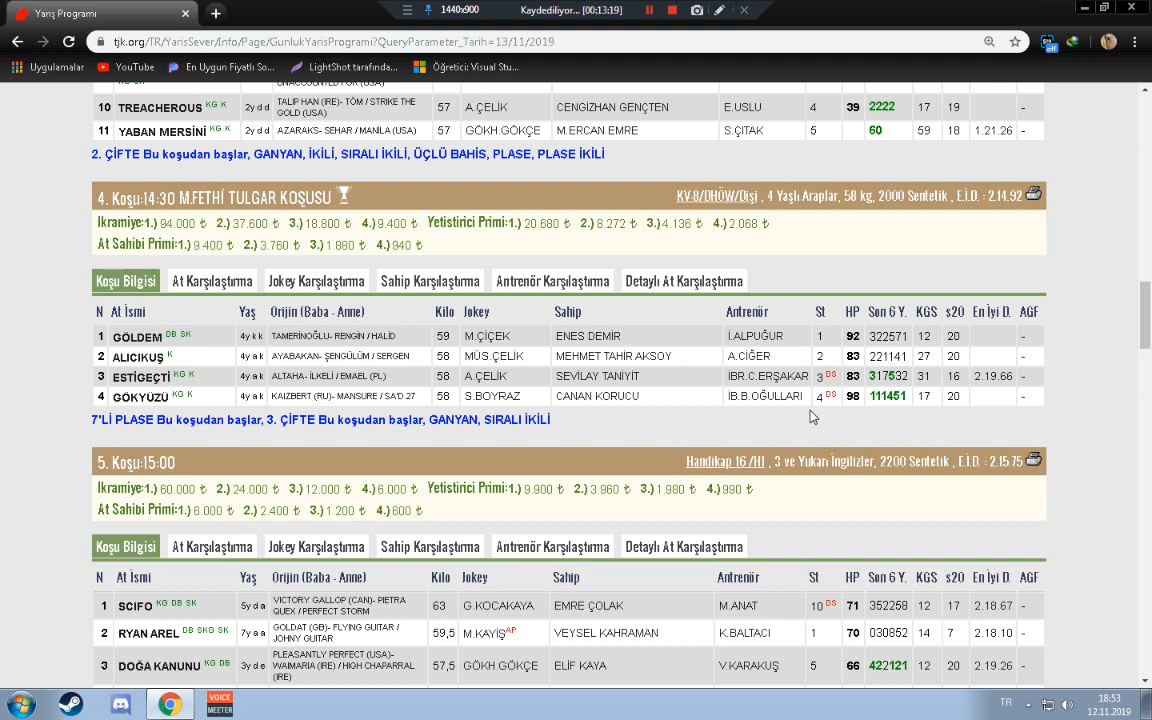 Yarış Programı
1440x900
Kaydediliyor... [00:13:19]
tjk.org/TR/YarisSever/Info/Page/GunlukYarisProgrami?QueryParameter_Tarih=13/11/2019
off
Uygulamalar YouTube En Uygun Fiyatlı So... LightShot tarafında... Öğretici: Visual Stu...
10 TREACHEROUS KG K 2y d d TALIP HAN (IRE)- TÖM / STRIKE THE GOLD (USA) 57 A.ÇELİK CENGİZHAN GENÇTEN E.USLU 4 39 2222 17 19 -
11 YABAN MERSİNİ KG K 2y d d AZARAKS- SEHAR / MANİLA (USA) 57 GÖKH.GÖKÇE M.ERCAN EMRE S.ÇITAK 5 60 59 18 1.21.26 -
2. ÇİFTE Bu koşudan başlar, GANYAN, İKİLİ, SIRALI İKİLİ, ÜÇLÜ BAHİS, PLASE, PLASE İKİLİ
4. Koşu:14:30 M.FETHİ TULGAR KOŞUSU KV-8/DHÖW/Dişi , 4 Yaşlı Araplar, 58 kg, 2000 Sentetik , E.İ.D. : 2.14.92
Ikramiye:1.) 94.000 ₺ 2.) 37.600 ₺ 3.) 18.800 ₺ 4.) 9.400 ₺ Yetistirici Primi:1.) 20.680 ₺ 2.) 8.272 ₺ 3.) 4.136 ₺ 4.) 2.068 ₺
At Sahibi Primi:1.) 9.400 ₺ 2.) 3.760 ₺ 3.) 1.880 ₺ 4.) 940 ₺
Koşu Bilgisi At Karşılaştırma Jokey Karşılaştırma Sahip Karşılaştırma Antrenör Karşılaştırma Detaylı At Karşılaştırma
N At İsmi Yaş Orijin (Baba - Anne) Kilo Jokey Sahip Antrenör St HP Son 6 Y. KGS s20 En İyi D. AGF
1 GÖLDEM DB SK 4y k k TAMERİNOĞLU- RENGİN / HALİD 59 M.ÇİÇEK ENES DEMİR İ.ALPUĞUR 1 92 322571 12 20 -
2 ALICIKUŞ K 4y a k AYABAKAN- ŞENGÜLÜM / SERGEN 58 MÜS.ÇELİK MEHMET TAHİR AKSOY A.CİĞER 2 83 221141 27 20 -
3 ESTİGEÇTİ KG K 4y a k ALTAHA- İLKELİ / EMAEL (PL) 58 A.ÇELİK SEVİLAY TANİYİT İBR.C.ERŞAKAR 3 DS 83 317532 31 16 2.19.66 -
4 GÖKYÜZÜ KG K 4y a k KAIZBERT (RU)- MANSURE / SA'D.27 58 S.BOYRAZ CANAN KORUCU İB.B.OĞULLARI 4 DS 98 111451 17 20 -
7'Lİ PLASE Bu koşudan başlar, 3. ÇİFTE Bu koşudan başlar, GANYAN, SIRALI İKİLİ
5. Koşu:15:00 Handikap 16 /H1 , 3 ve Yukarı İngilizler, 2200 Sentetik , E.İ.D. : 2.15.75
Ikramiye:1.) 60.000 ₺ 2.) 24.000 ₺ 3.) 12.000 ₺ 4.) 6.000 ₺ Yetistirici Primi:1.) 9.900 ₺ 2.) 3.960 ₺ 3.) 1.980 ₺ 4.) 990 ₺
At Sahibi Primi:1.) 6.000 ₺ 2.) 2.400 ₺ 3.) 1.200 ₺ 4.) 600 ₺
Koşu Bilgisi At Karşılaştırma Jokey Karşılaştırma Sahip Karşılaştırma Antrenör Karşılaştırma Detaylı At Karşılaştırma
N At İsmi Yaş Orijin (Baba - Anne) Kilo Jokey Sahip Antrenör St HP Son 6 Y. KGS s20 En İyi D. AGF
1 SCIFO KG DB SK 5y d a VICTORY GALLOP (CAN)- PIETRA QUEX / PERFECT STORM 63 G.KOCAKAYA EMRE ÇOLAK M.ANAT 10 DS 71 352258 12 17 2.18.67 -
2 RYAN AREL DB SKG SK 7y a a GOLDAT (GB)- FLYING GUITAR / JOHNY GUITAR 59,5 M.KAYİŞ AP VEYSEL KAHRAMAN K.BALTACI 1 70 030852 14 7 2.18.10 -
3 DOĞA KANUNU KG DB 3y d e PLEASANTLY PERFECT (USA)- WAIMARIA (IRE) / HIGH CHAPARRAL (IRE) 57,5 GÖKH.GÖKÇE ELİF KAYA V.KARAKUŞ 5 66 422121 12 20 2.19.26 -
VOICE
MEETER
TR
18:53
12.11.2019